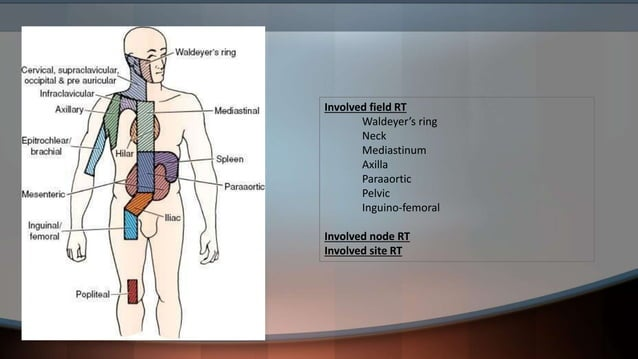 Waldeyer's ring
Cervical, supraclavicular,
occipital & pre auricular
Infraclavicular
Axillary
Mediastinal
Epitrochlear/
brachial
Hilar
Spleen
Mesenteric
Paraaortic
Iliac
Inguinal/
femoral
Popliteal
Involved field RT
Waldeyer's ring
Neck
Mediastinum
Axilla
Paraaortic
Pelvic
Inguino-femoral
Involved node RT
Involved site RT